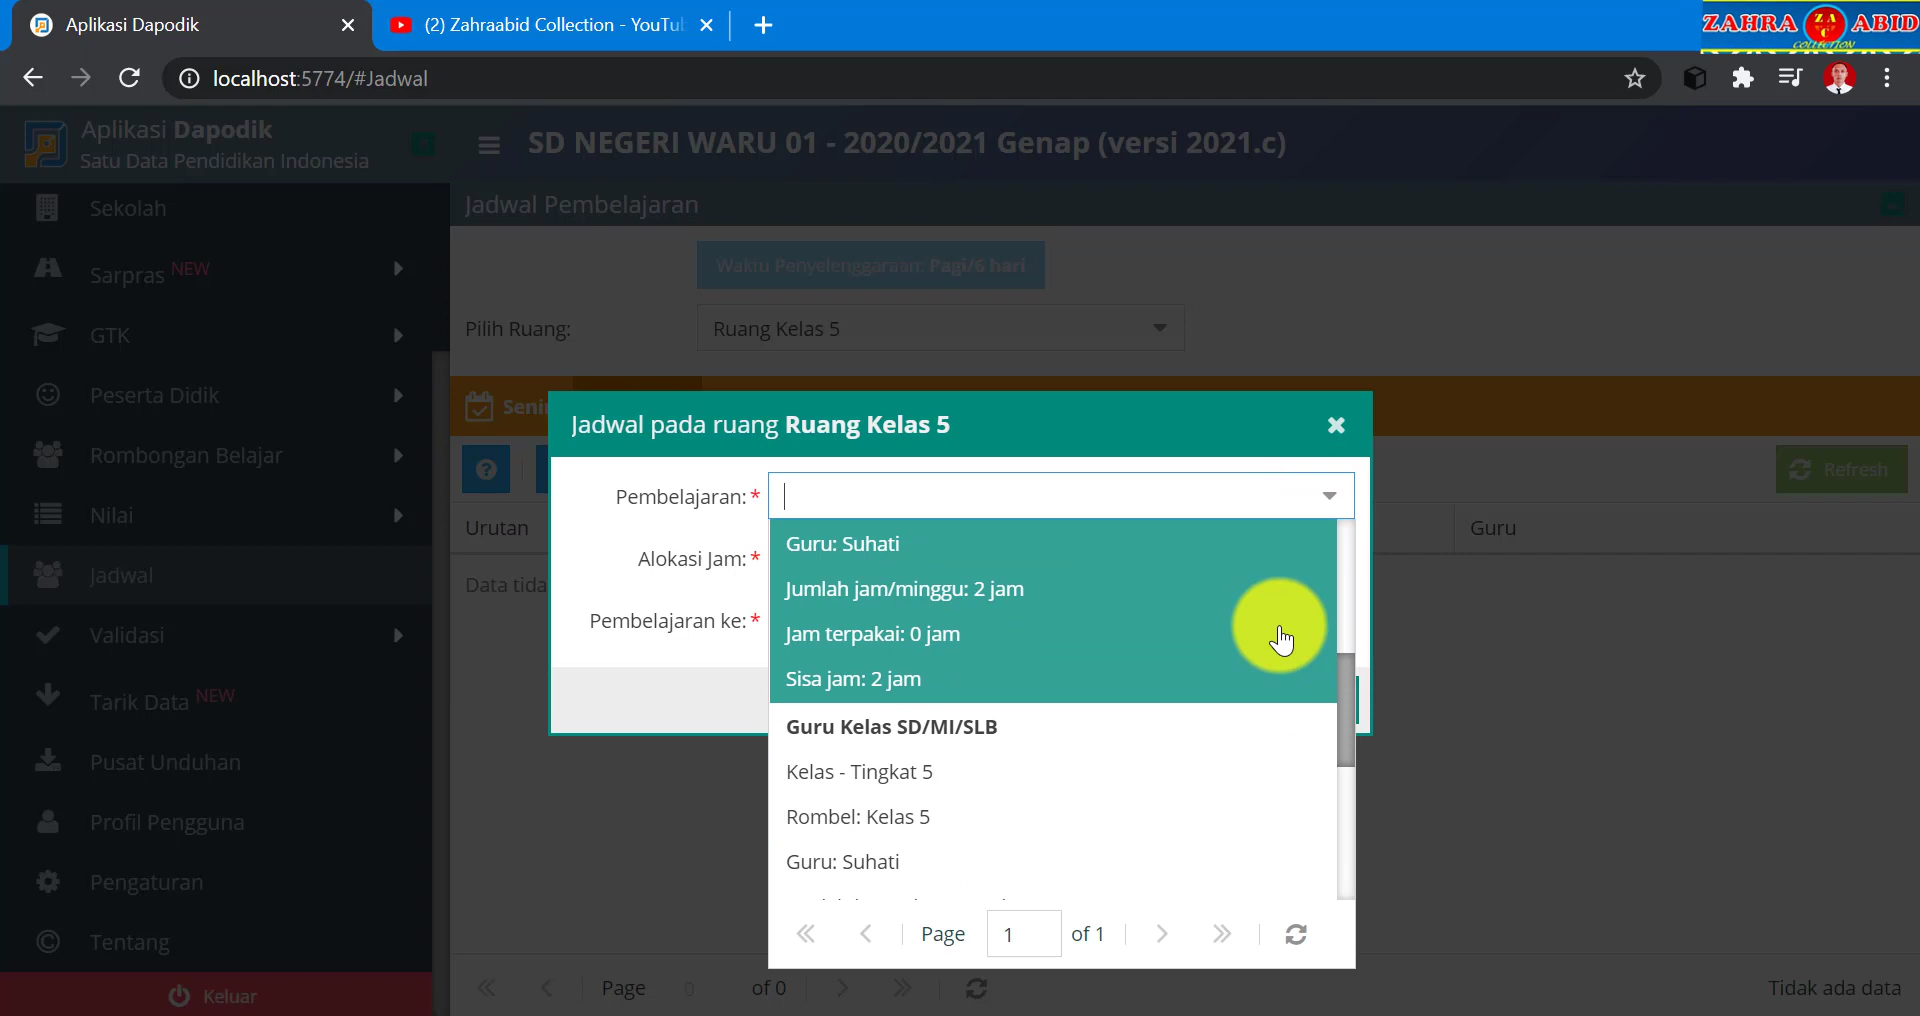 Aplikasi Dapodik
(2) Zahraabid Collection - YouTu
ZAHRA ZA C ABID
COLLECTION
localhost:5774/#Jadwal
Aplikasi Dapodik
Satu Data Pendidikan Indonesia
SD NEGERI WARU 01 - 2020/2021 Genap (versi 2021.c)
Sekolah
Sarpras NEW
GTK
Peserta Didik
Rombongan Belajar
Nilai
Jadwal
Validasi
Tarik Data NEW
Pusat Unduhan
Profil Pengguna
Pengaturan
Tentang
Keluar
Jadwal Pembelajaran
Waktu Penyelenggaraan: Pagi/6 hari
Pilih Ruang:
Ruang Kelas 5
Senin
Refresh
Urutan
Guru
Data tida
Jadwal pada ruang Ruang Kelas 5
Pembelajaran:*
Alokasi Jam:*
Pembelajaran ke:*
Guru: Suhati
Jumlah jam/minggu: 2 jam
Jam terpakai: 0 jam
Sisa jam: 2 jam
Guru Kelas SD/MI/SLB
Kelas - Tingkat 5
Rombel: Kelas 5
Guru: Suhati
Page 1 of 1
Page 0 of 0
Tidak ada data